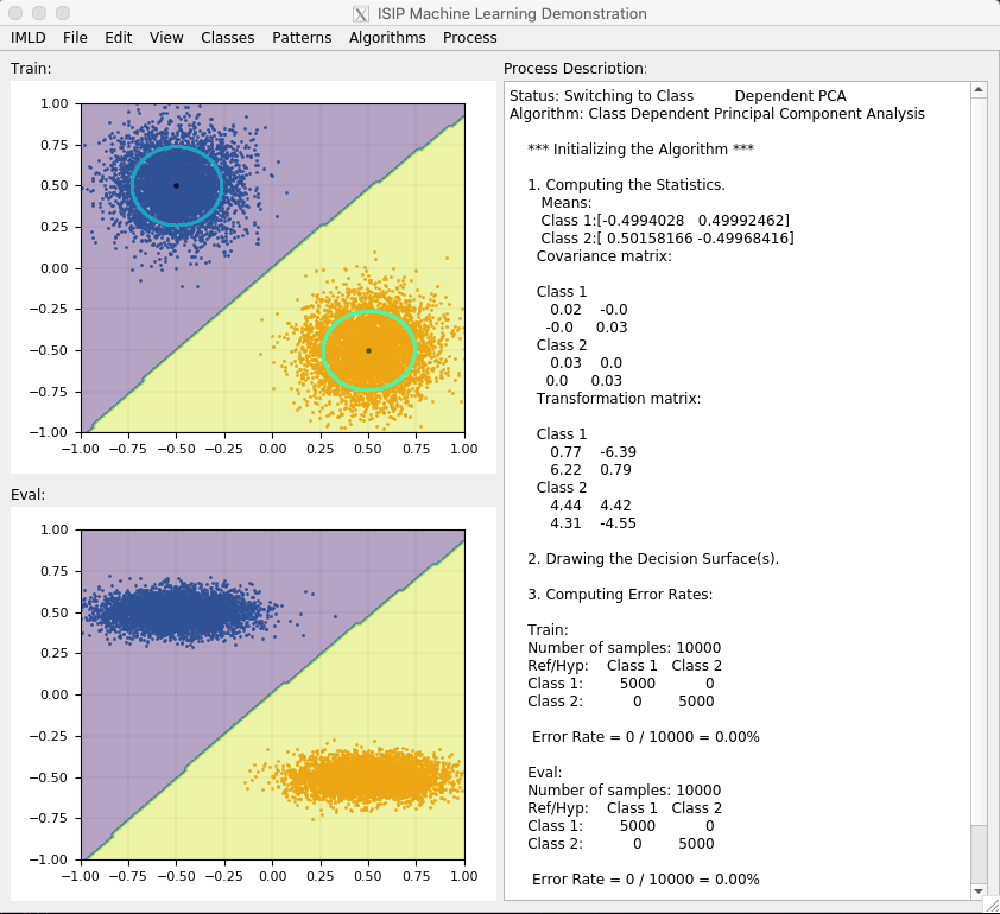 ISIP Machine Learning Demonstration
IMLD File Edit View Classes Patterns Algorithms Process
Train:
1.00
0.75
0.50
0.25
0.00
−0.25
−0.50
−0.75
−1.00
−1.00 −0.75 −0.50 −0.25 0.00 0.25 0.50 0.75 1.00
Eval:
1.00
0.75
0.50
0.25
0.00
−0.25
−0.50
−0.75
−1.00
−1.00 −0.75 −0.50 −0.25 0.00 0.25 0.50 0.75 1.00
Process Description:
Status: Switching to Class Dependent PCA
Algorithm: Class Dependent Principal Component Analysis
*** Initializing the Algorithm ***
1. Computing the Statistics.
Means:
Class 1:[-0.4994028 0.49992462]
Class 2:[ 0.50158166 -0.49968416]
Covariance matrix:
Class 1
0.02 -0.0
-0.0 0.03
Class 2
0.03 0.0
0.0 0.03
Transformation matrix:
Class 1
0.77 -6.39
6.22 0.79
Class 2
4.44 4.42
4.31 -4.55
2. Drawing the Decision Surface(s).
3. Computing Error Rates:
Train:
Number of samples: 10000
Ref/Hyp: Class 1 Class 2
Class 1: 5000 0
Class 2: 0 5000
Error Rate = 0 / 10000 = 0.00%
Eval:
Number of samples: 10000
Ref/Hyp: Class 1 Class 2
Class 1: 5000 0
Class 2: 0 5000
Error Rate = 0 / 10000 = 0.00%